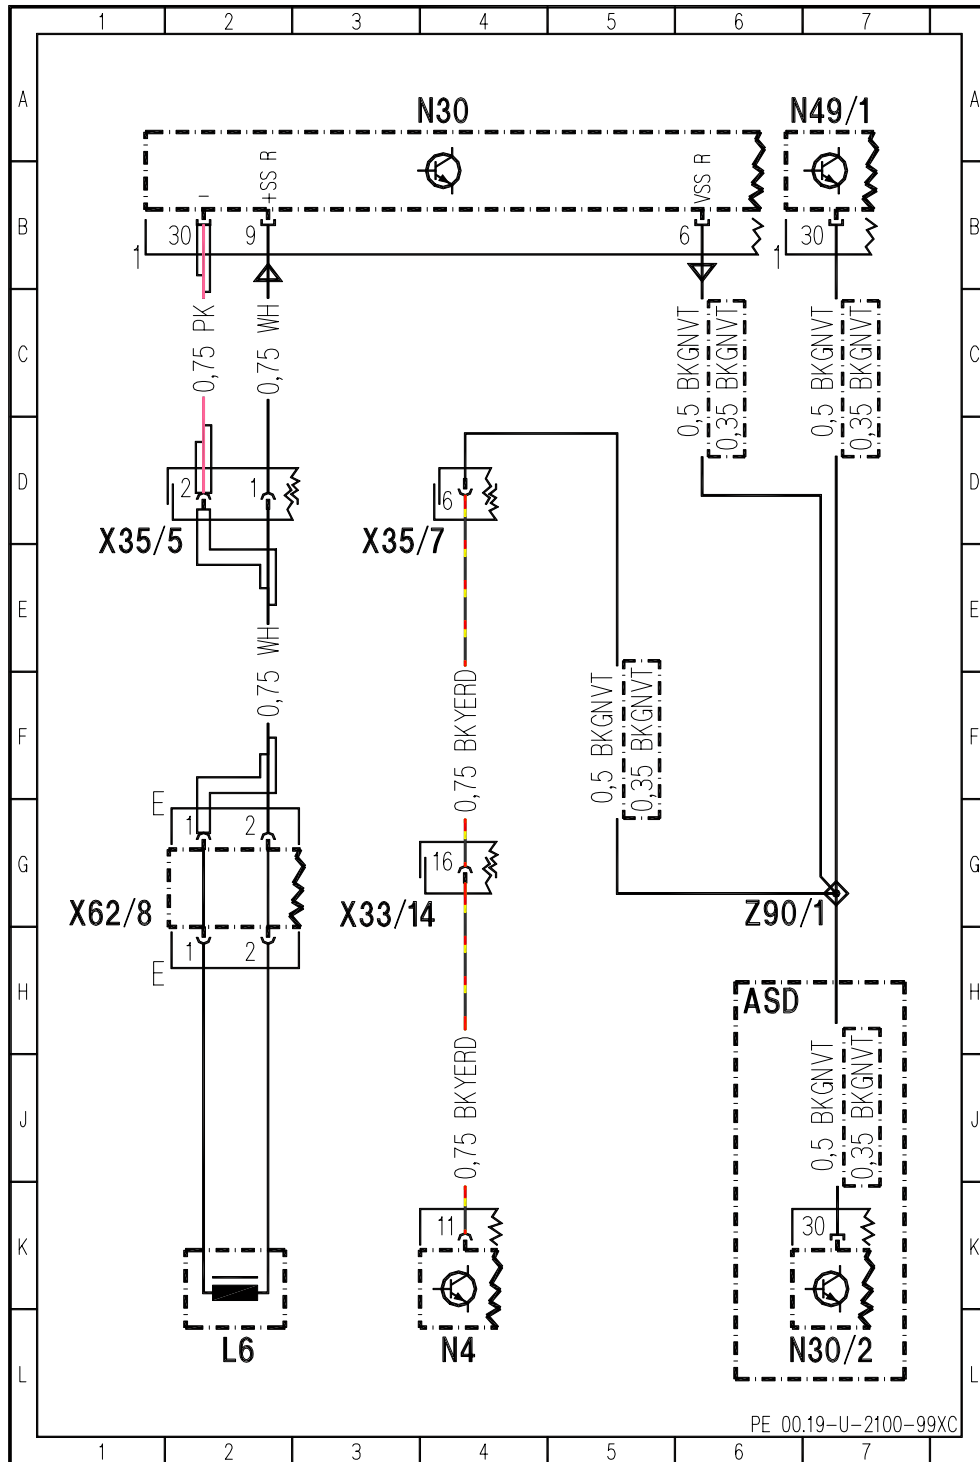 1 2 3 4 5 6 7
A A
N30 N49/1
– +SS R VSS R
B B
1 30 9 6 1 30
C C
0,75 PK 0,75 WH 0,5 BKGNVT 0,35 BKGNVT 0,5 BKGNVT 0,35 BKGNVT
D D
2 1 6
X35/5 X35/7
E E
0,75 WH 0,75 BKYERD 0,5 BKGNVT 0,35 BKGNVT
F F
E 1 2
G G
16
X62/8 X33/14 Z90/1
E 1 2
H H
ASD
0,75 BKYERD 0,5 BKGNVT 0,35 BKGNVT
J J
11 30
K K
L6 N4 N30/2
L L
PE 00.19-U-2100-99XC
1 2 3 4 5 6 7